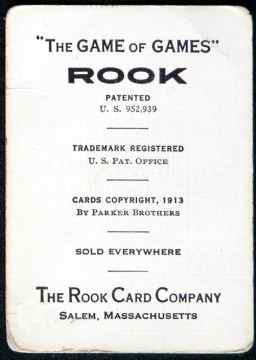 "The GAME of GAMES"
ROOK
PATENTED
U. S. 952,939
TRADEMARK REGISTERED
U. S. Pat. Office
CARDS COPYRIGHT, 1913
By Parker Brothers
SOLD EVERYWHERE
The Rook Card Company
Salem, Massachusetts